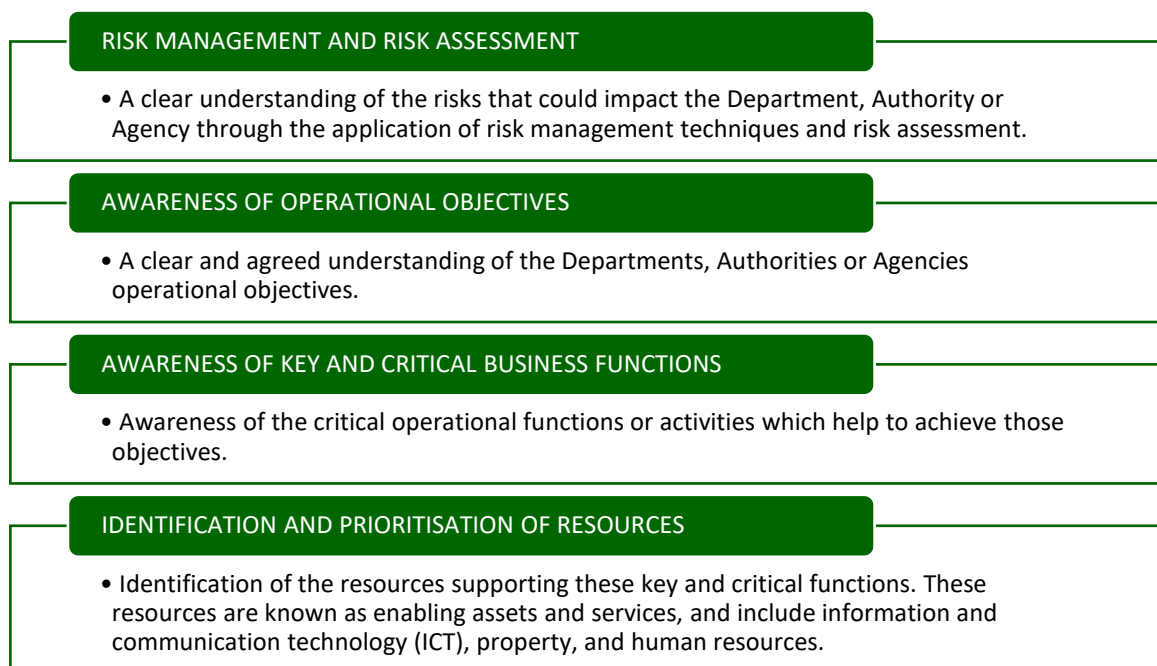 RISK MANAGEMENT AND RISK ASSESSMENT
• A clear understanding of the risks that could impact the Department, Authority or
Agency through the application of risk management techniques and risk assessment.
AWARENESS OF OPERATIONAL OBJECTIVES
• A clear and agreed understanding of the Departments, Authorities or Agencies
operational objectives.
AWARENESS OF KEY AND CRITICAL BUSINESS FUNCTIONS
• Awareness of the critical operational functions or activities which help to achieve those
objectives.
IDENTIFICATION AND PRIORITISATION OF RESOURCES
• Identification of the resources supporting these key and critical functions. These
resources are known as enabling assets and services, and include information and
communication technology (ICT), property, and human resources.